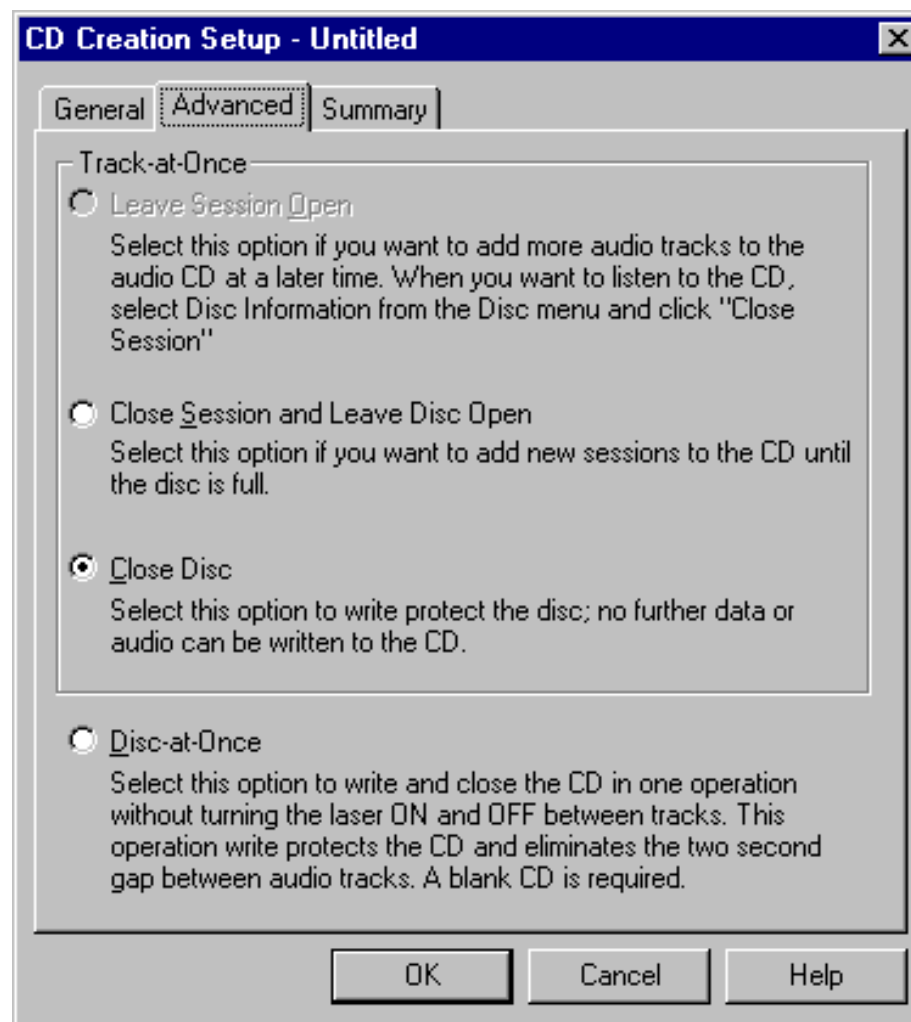 CD Creation Setup - Untitled
General Advanced Summary
Track-at-Once
Leave Session Open
Select this option if you want to add more audio tracks to the
audio CD at a later time. When you want to listen to the CD,
select Disc Information from the Disc menu and click "Close
Session"
Close Session and Leave Disc Open
Select this option if you want to add new sessions to the CD until
the disc is full.
Close Disc
Select this option to write protect the disc; no further data or
audio can be written to the CD.
Disc-at-Once
Select this option to write and close the CD in one operation
without turning the laser ON and OFF between tracks. This
operation write protects the CD and eliminates the two second
gap between audio tracks. A blank CD is required.
OK Cancel Help